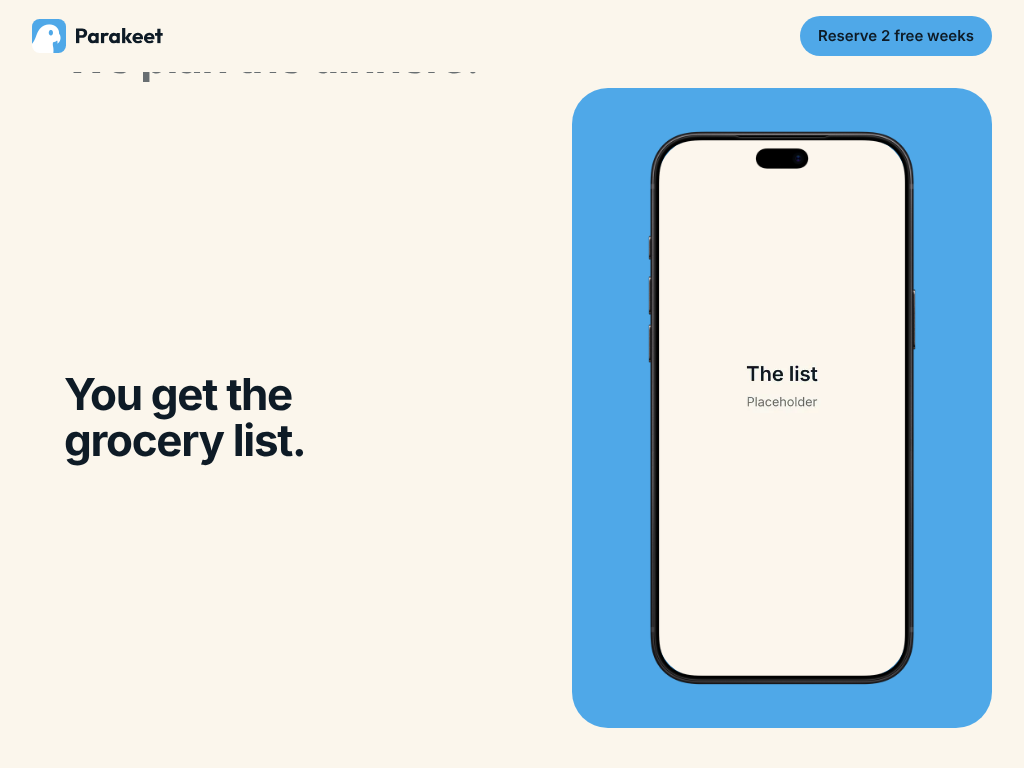 Parakeet
Reserve 2 free weeks
You get the
grocery list.
The list
Placeholder